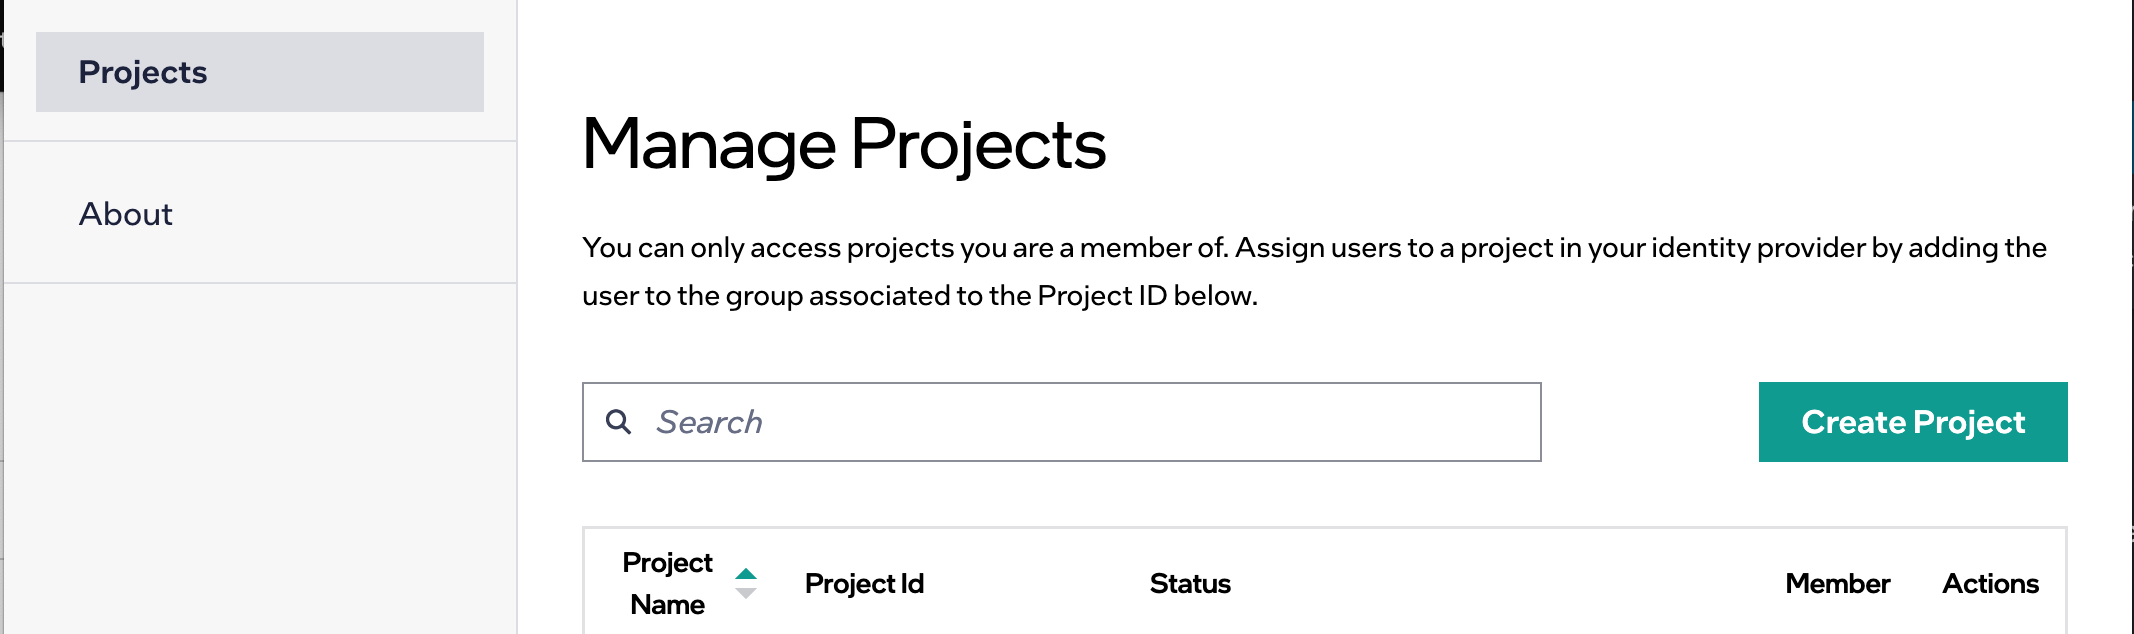 Projects
About
Manage Projects
You can only access projects you are a member of. Assign users to a project in your identity provider by adding the
user to the group associated to the Project ID below.
Search
Create Project
Project
Name
Project Id
Status
Member
Actions